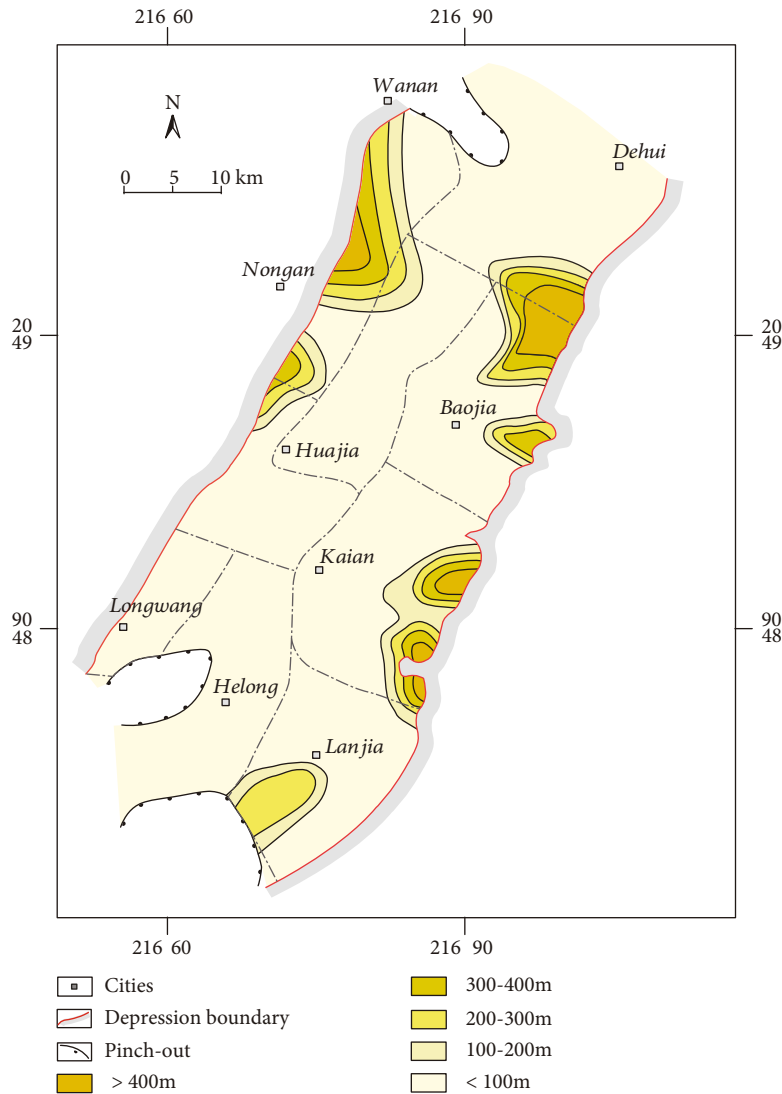 216 60 216 90
Wanan
N
Dehui
0 5 10 km
Nongan
20 20
49 49
Baojia
Huajia
Kaian
Longwang
90 90
48 48
Helong
Lanjia
216 60 216 90
Cities 300-400m
Depression boundary 200-300m
Pinch-out 100-200m
> 400m < 100m